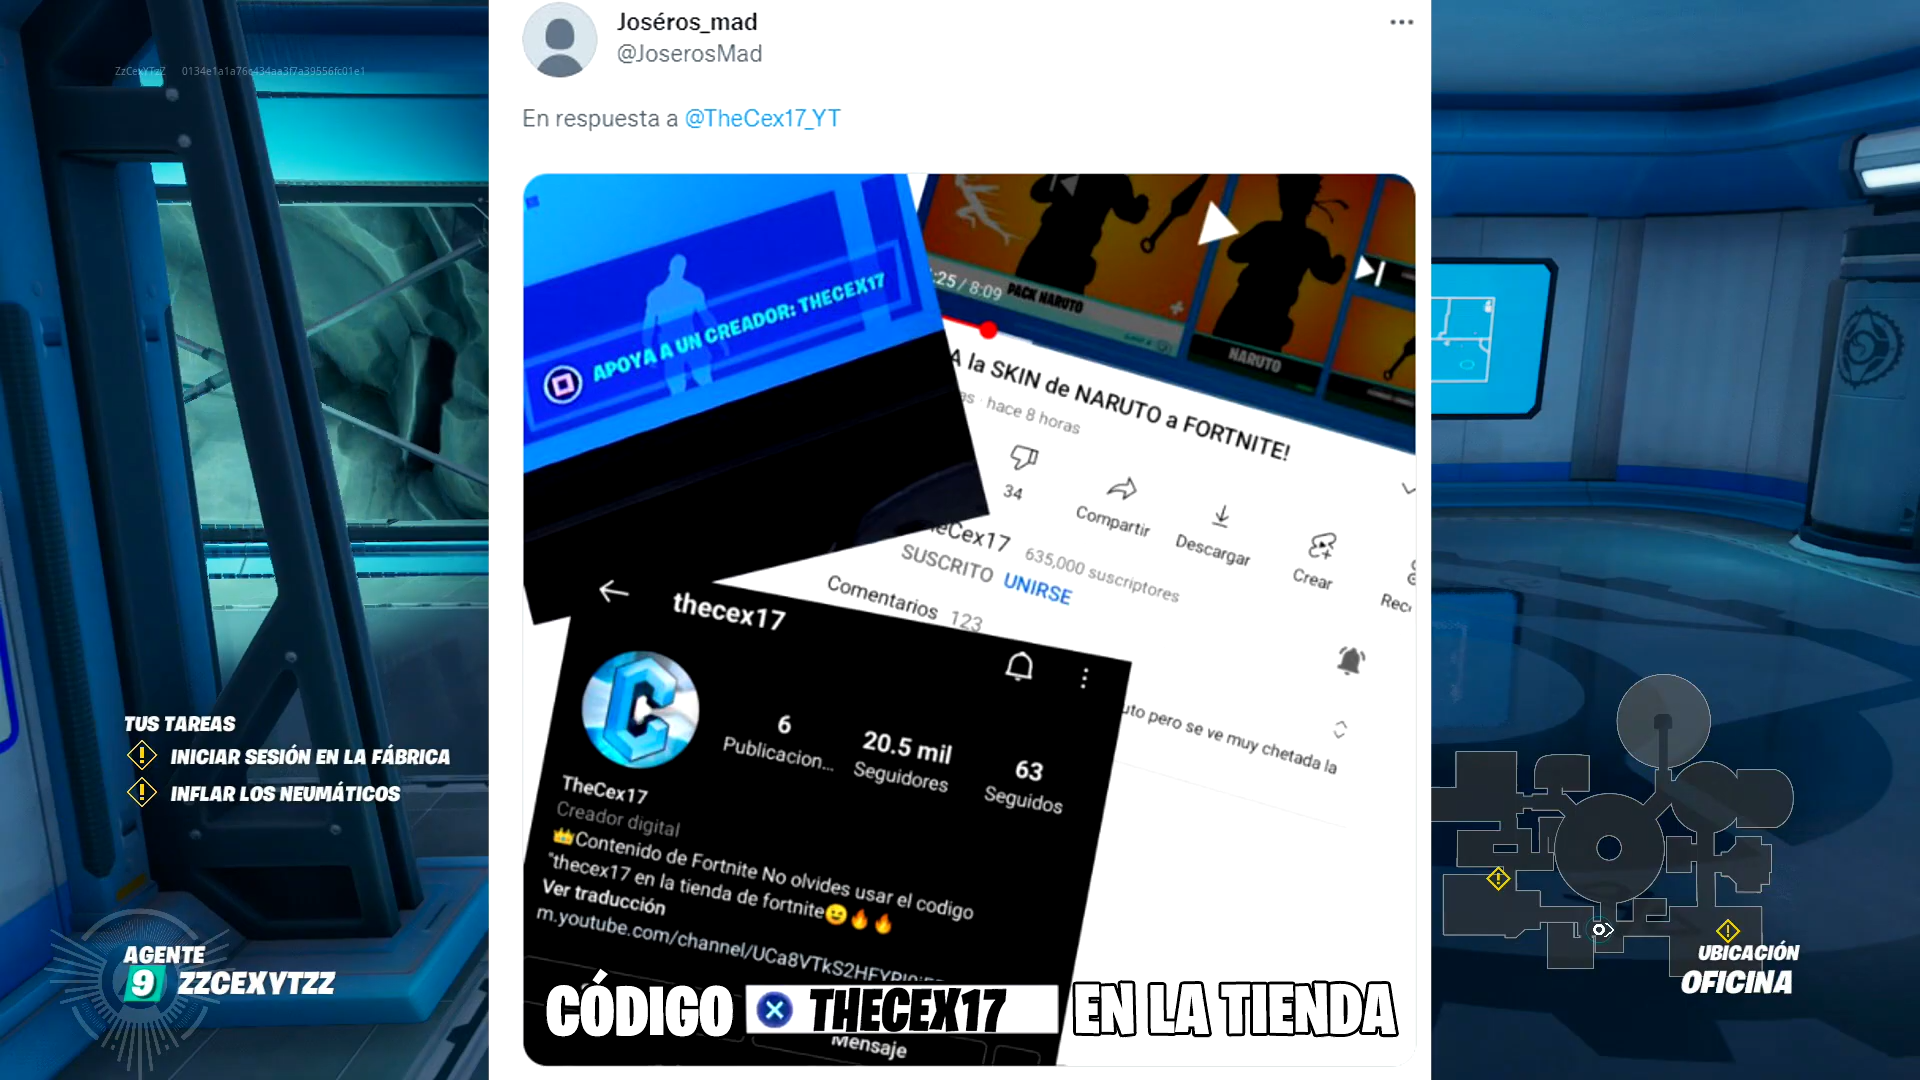 Joséros_mad
@JoserosMad
En respuesta a @TheCex17_YT
ZzCexYTzZ 0134e1a1a76c434aa3f7a39556fc01e1
APOYA A UN CREADOR: THECEX17
:25 / 8:09
PACK NARUTO
NARUTO
A la SKIN de NARUTO a FORTNITE!
hace 8 horas
34
Compartir
Descargar
Crear
eCex17 635,000 suscriptores
SUSCRITO UNIRSE
Comentarios 123
uto pero se ve muy chetada la
thecex17
6
Publicacion...
20.5 mil
Seguidores
63
Seguidos
TheCex17
Creador digital
👑Contenido de Fortnite No olvides usar el codigo
"thecex17 en la tienda de fortnite😉🔥🔥
Ver traducción
m.youtube.com/channel/UCa8VTkS2HFYP
Mensaje
CÓDIGO THECEX17 EN LA TIENDA
TUS TAREAS
INICIAR SESIÓN EN LA FÁBRICA
INFLAR LOS NEUMÁTICOS
AGENTE
9 ZZCEXYTZZ
UBICACIÓN
OFICINA